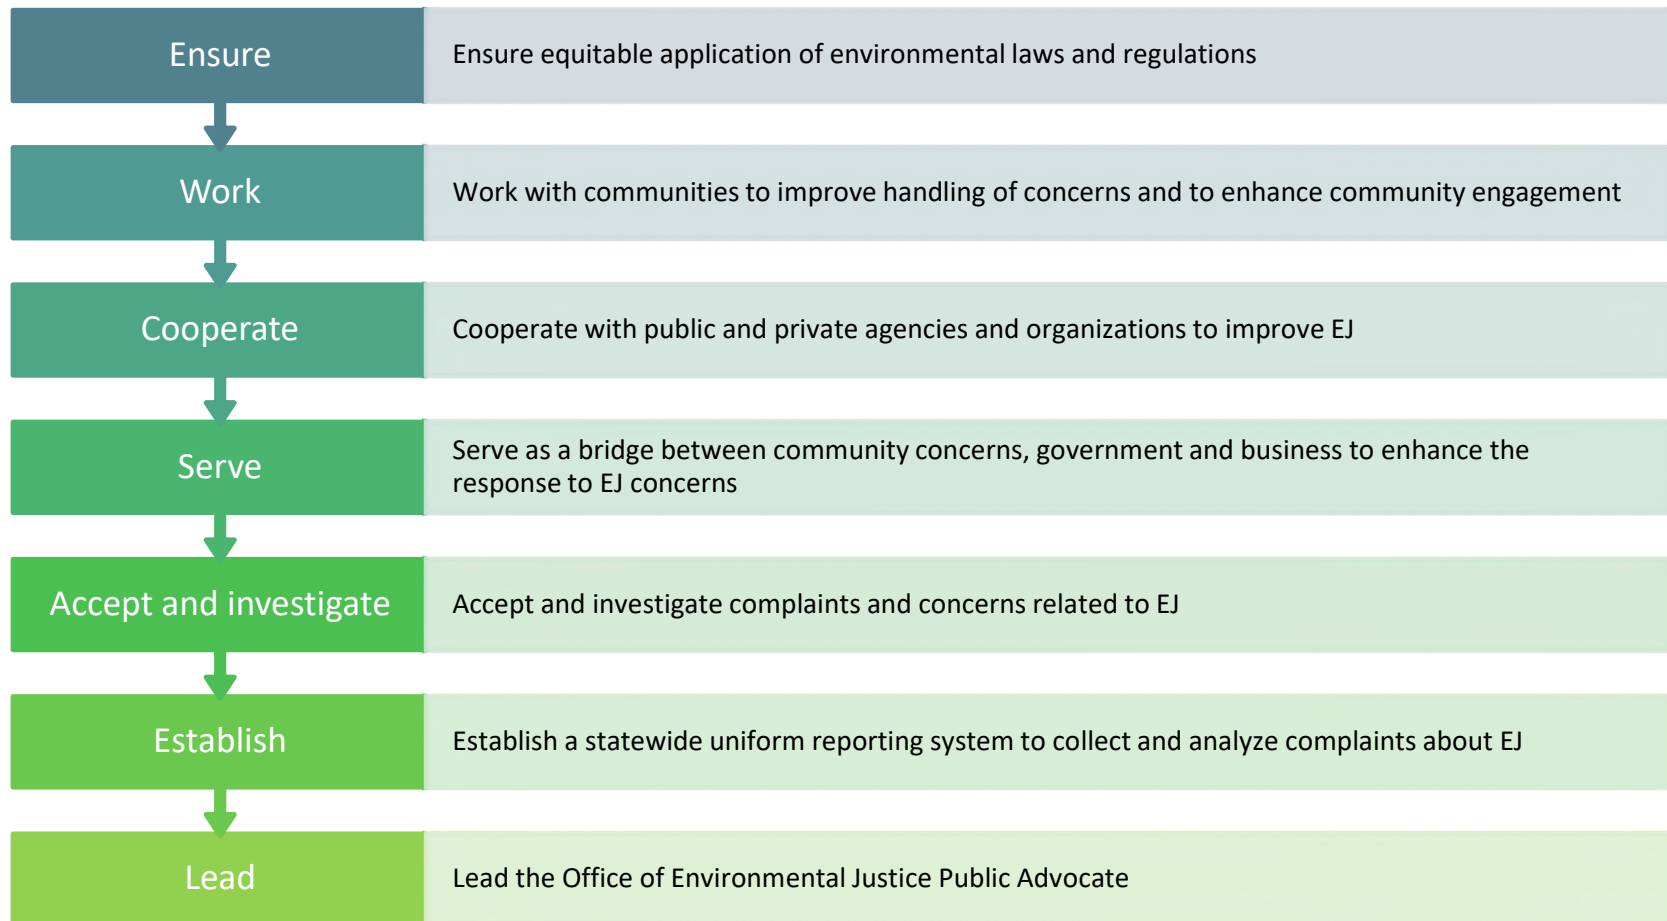 Ensure
Ensure equitable application of environmental laws and regulations
Work
Work with communities to improve handling of concerns and to enhance community engagement
Cooperate
Cooperate with public and private agencies and organizations to improve EJ
Serve
Serve as a bridge between community concerns, government and business to enhance the
response to EJ concerns
Accept and investigate
Accept and investigate complaints and concerns related to EJ
Establish
Establish a statewide uniform reporting system to collect and analyze complaints about EJ
Lead
Lead the Office of Environmental Justice Public Advocate